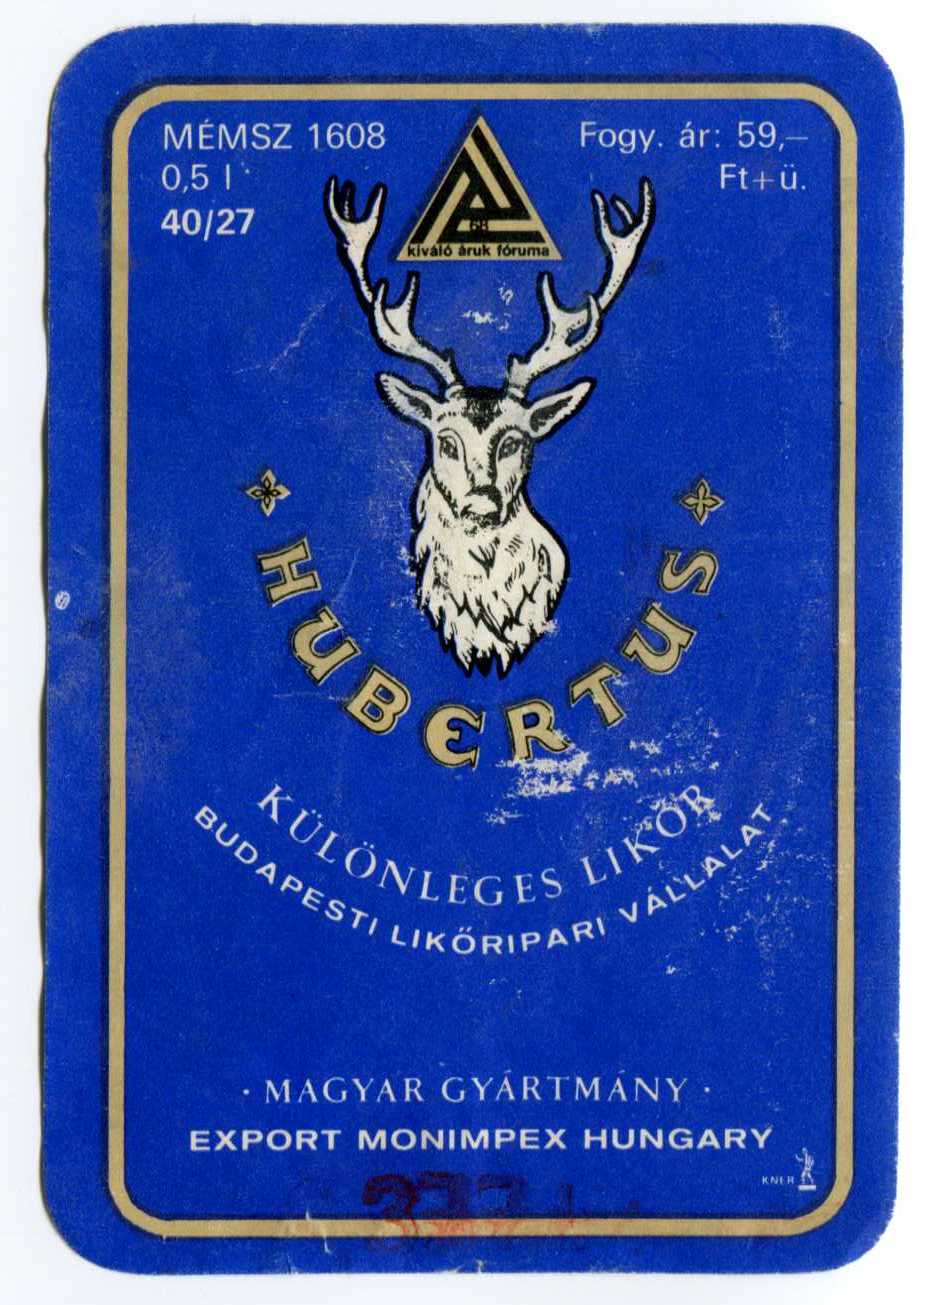 MÉMSZ 1608
0,5 l
40/27
Fogy. ár: 59,—
Ft+ü.
68
kiváló áruk fóruma
HUBERTUS
KÜLÖNLEGES LIKŐR
BUDAPESTI LIKŐRIPARI VÁLLALAT
· MAGYAR GYÁRTMÁNY ·
EXPORT MONIMPEX HUNGARY
KNER